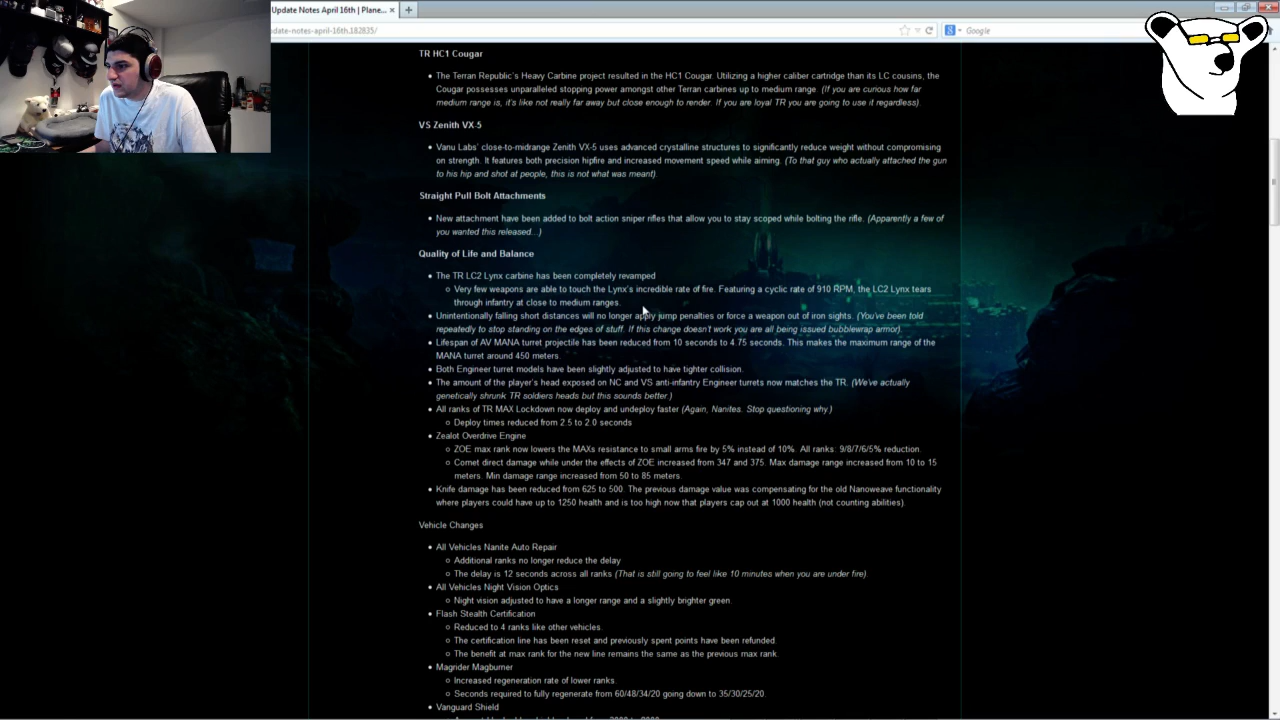 Update Notes April 16th | Plane... ×
+
date-notes-april-16th.182835/
Google
TR HC1 Cougar
The Terran Republic's Heavy Carbine project resulted in the HC1 Cougar. Utilizing a higher caliber cartridge than its LC cousins, the
Cougar possesses unparalleled stopping power amongst other Terran carbines up to medium range. (If you are curious how far
medium range is, it's like not really far away but close enough to render. If you are loyal TR you are going to use it regardless).
VS Zenith VX-5
Vanu Labs' close-to-midrange Zenith VX-5 uses advanced crystalline structures to significantly reduce weight without compromising
on strength. It features both precision hipfire and increased movement speed while aiming. (To that guy who actually attached the gun
to his hip and shot at people, this is not what was meant).
Straight Pull Bolt Attachments
New attachment have been added to bolt action sniper rifles that allow you to stay scoped while bolting the rifle. (Apparently a few of
you wanted this released...)
Quality of Life and Balance
The TR LC2 Lynx carbine has been completely revamped
Very few weapons are able to touch the Lynx's incredible rate of fire. Featuring a cyclic rate of 910 RPM, the LC2 Lynx tears
through infantry at close to medium ranges.
Unintentionally falling short distances will no longer apply jump penalties or force a weapon out of iron sights. (You've been told
repeatedly to stop standing on the edges of stuff. If this change doesn't work you are all being issued bubblewrap armor).
Lifespan of AV MANA turret projectile has been reduced from 10 seconds to 4.75 seconds. This makes the maximum range of the
MANA turret around 450 meters.
Both Engineer turret models have been slightly adjusted to have tighter collision.
The amount of the player's head exposed on NC and VS anti-infantry Engineer turrets now matches the TR. (We've actually
genetically shrunk TR soldiers heads but this sounds better.)
All ranks of TR MAX Lockdown now deploy and undeploy faster (Again, Nanites. Stop questioning why.)
Deploy times reduced from 2.5 to 2.0 seconds
Zealot Overdrive Engine
ZOE max rank now lowers the MAXs resistance to small arms fire by 5% instead of 10%. All ranks: 9/8/7/6/5% reduction.
Comet direct damage while under the effects of ZOE increased from 347 and 375. Max damage range increased from 10 to 15
meters. Min damage range increased from 50 to 85 meters.
Knife damage has been reduced from 625 to 500. The previous damage value was compensating for the old Nanoweave functionality
where players could have up to 1250 health and is too high now that players cap out at 1000 health (not counting abilities).
Vehicle Changes
All Vehicles Nanite Auto Repair
Additional ranks no longer reduce the delay
The delay is 12 seconds across all ranks (That is still going to feel like 10 minutes when you are under fire).
All Vehicles Night Vision Optics
Night vision adjusted to have a longer range and a slightly brighter green.
Flash Stealth Certification
Reduced to 4 ranks like other vehicles.
The certification line has been reset and previously spent points have been refunded.
The benefit at max rank for the new line remains the same as the previous max rank.
Magrider Magburner
Increased regeneration rate of lower ranks.
Seconds required to fully regenerate from 60/48/34/20 going down to 35/30/25/20.
Vanguard Shield